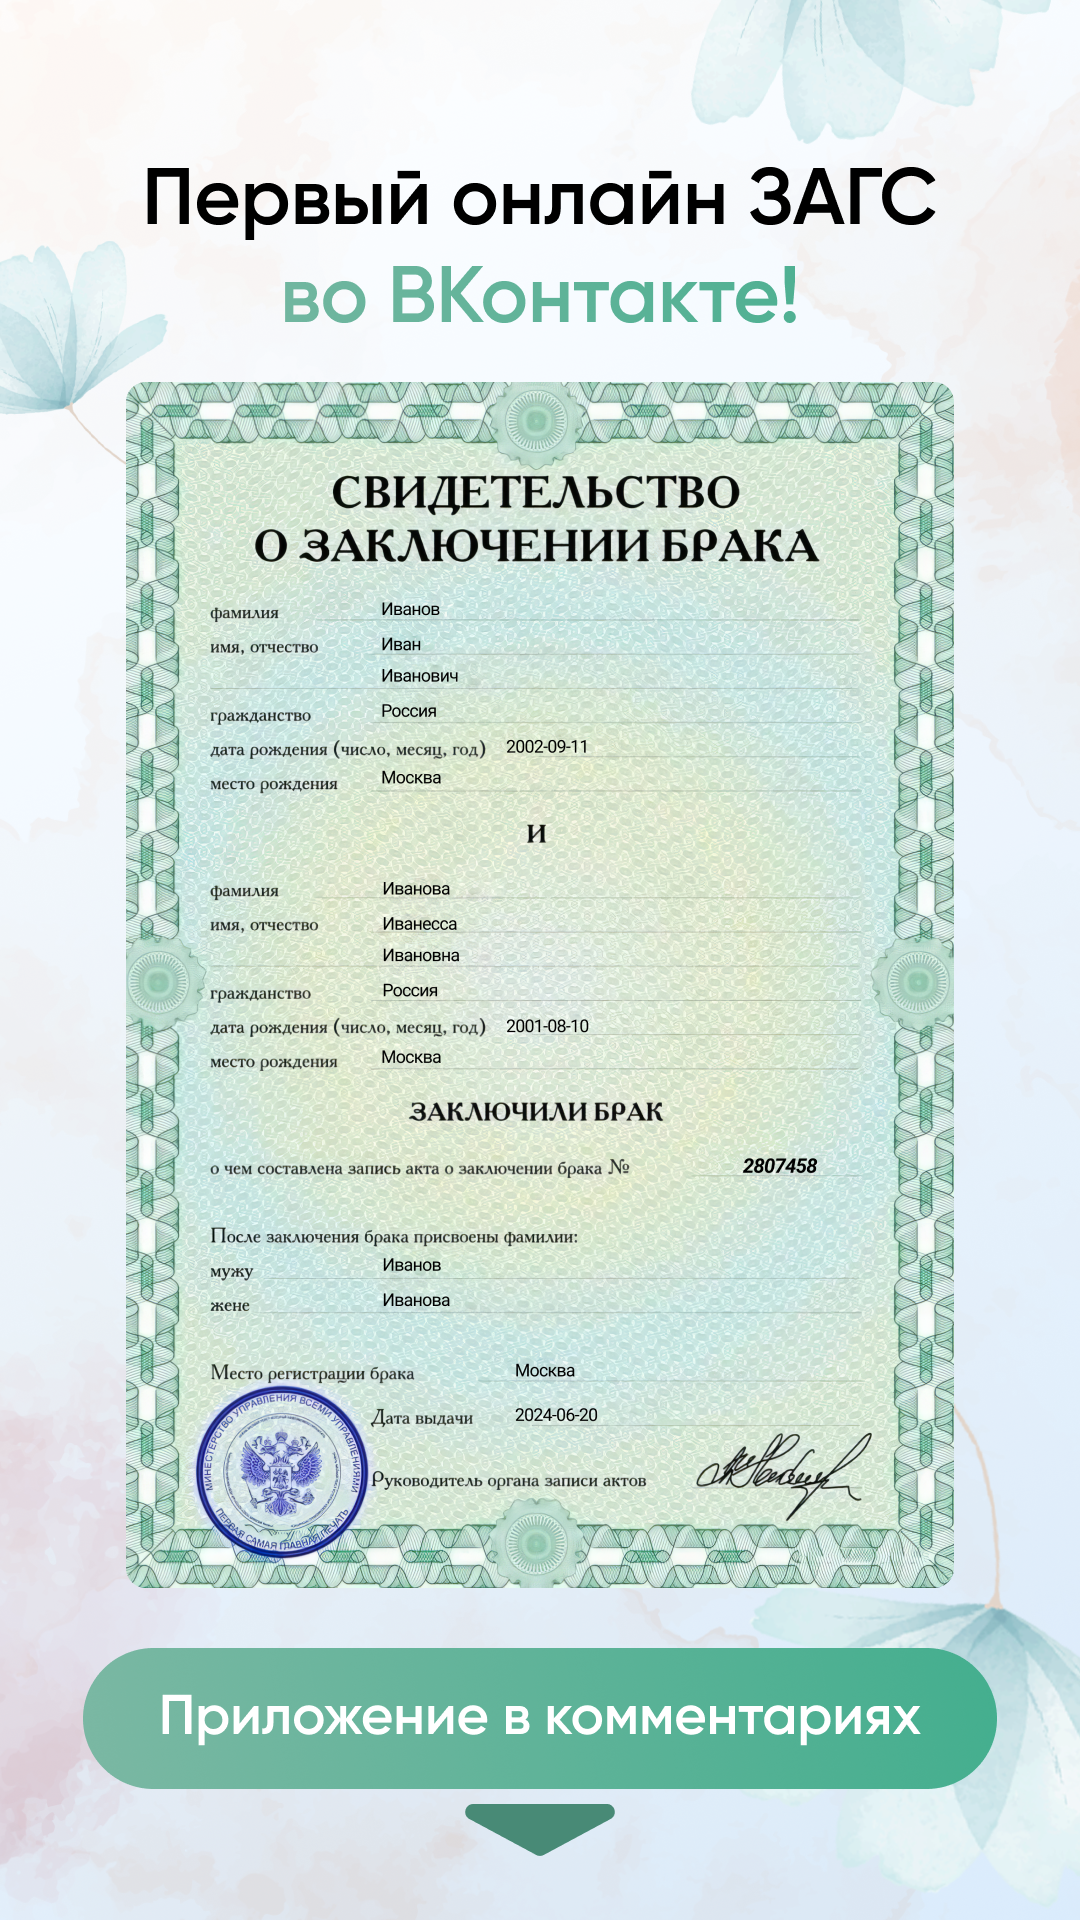 Первый онлайн ЗАГС
во ВКонтакте!
СВИДЕТЕЛЬСТВО
О ЗАКЛЮЧЕНИИ БРАКА
фамилия Иванов
имя, отчество Иван
Иванович
гражданство Россия
дата рождения (число, месяц, год) 2002-09-11
место рождения Москва
И
фамилия Иванова
имя, отчество Иванесса
Ивановна
гражданство Россия
дата рождения (число, месяц, год) 2001-08-10
место рождения Москва
ЗАКЛЮЧИЛИ БРАК
о чем составлена запись акта о заключении брака № 2807458
После заключения брака присвоены фамилии:
мужу Иванов
жене Иванова
Место регистрации брака Москва
Дата выдачи 2024-06-20
Руководитель органа записи актов
МИНЕСТЕРСТВО УПРАВЛЕНИЯ ВСЕМИ УПРАВЛЕНИЯМИ
ПЕРВАЯ САМАЯ ГЛАВНАЯ ПЕЧАТЬ
Приложение в комментариях